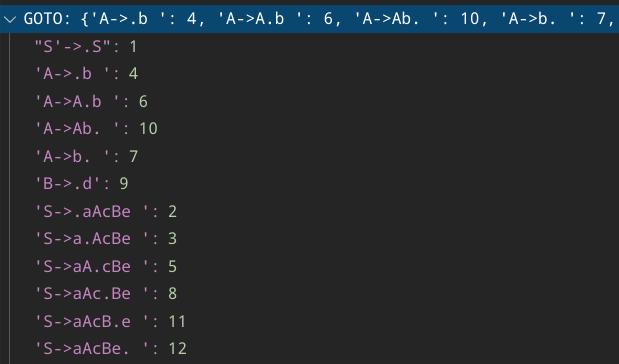 GOTO: {'A->.b ': 4, 'A->A.b ': 6, 'A->Ab. ': 10, 'A->b. ': 7,
"S'->.S": 1
'A->.b ': 4
'A->A.b ': 6
'A->Ab. ': 10
'A->b. ': 7
'B->.d': 9
'S->.aAcBe ': 2
'S->a.AcBe ': 3
'S->aA.cBe ': 5
'S->aAc.Be ': 8
'S->aAcB.e ': 11
'S->aAcBe. ': 12